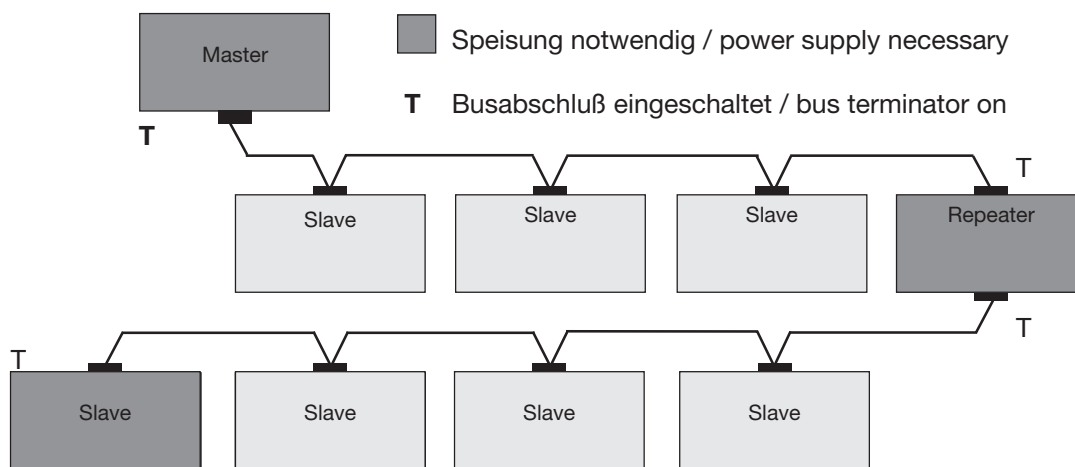 Master
Speisung notwendig / power supply necessary
T Busabschluß eingeschaltet / bus terminator on
T
T
Slave
Slave
Slave
Repeater
T
T
Slave
Slave
Slave
Slave